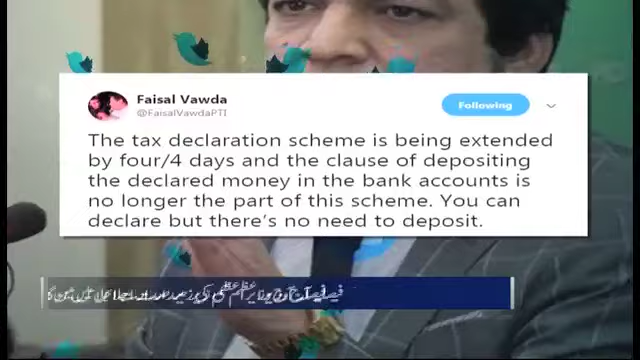 Faisal Vawda
@FaisalVawdaPTI
Following
The tax declaration scheme is being extended
by four/4 days and the clause of depositing
the declared money in the bank accounts is
no longer the part of this scheme. You can
declare but there's no need to deposit.